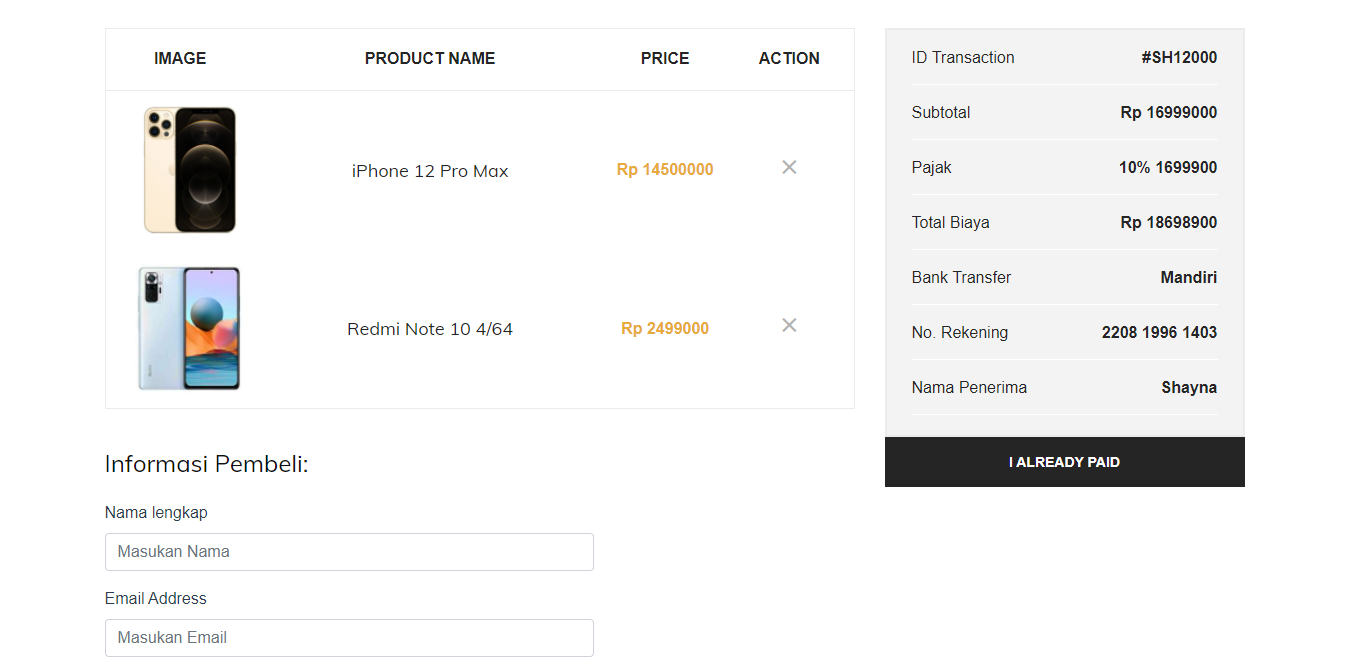 IMAGE PRODUCT NAME PRICE ACTION
iPhone 12 Pro Max Rp 14500000 ×
Redmi Note 10 4/64 Rp 2499000 ×
Informasi Pembeli:
Nama lengkap
Masukan Nama
Email Address
Masukan Email
ID Transaction #SH12000
Subtotal Rp 16999000
Pajak 10% 1699900
Total Biaya Rp 18698900
Bank Transfer Mandiri
No. Rekening 2208 1996 1403
Nama Penerima Shayna
I ALREADY PAID